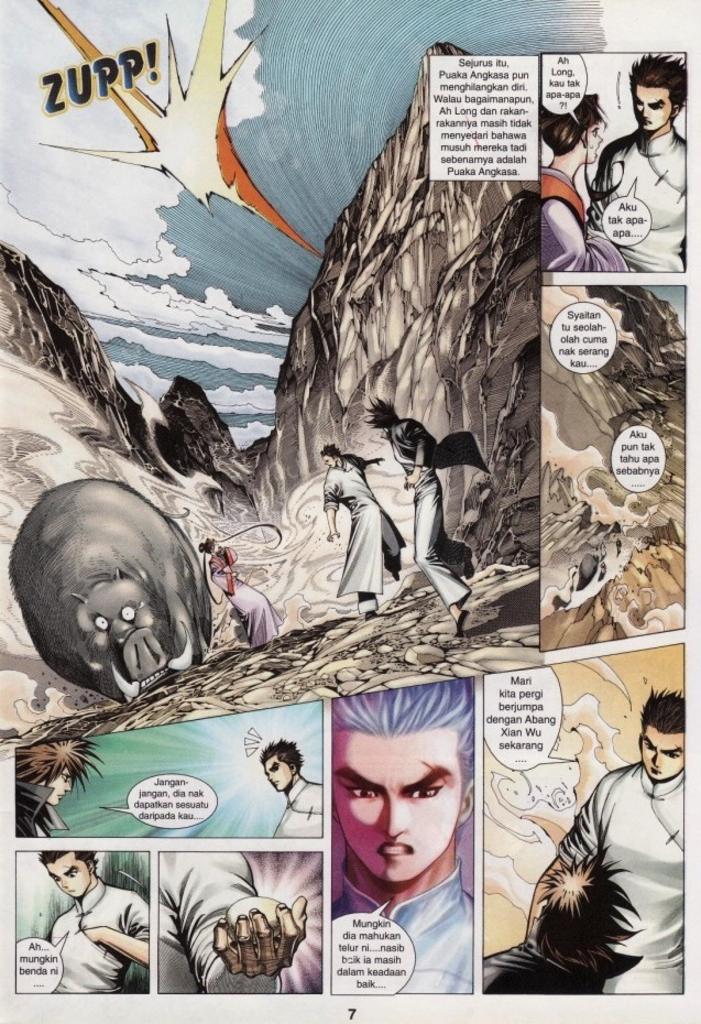 ZUPP!
Sejurus itu,
Puaka Angkasa pun
menghilangkan diri.
Walau bagaimanapun,
Ah Long dan rakan-
rakannya masih tidak
menyedari bahawa
musuh mereka tadi
sebenarnya adalah
Puaka Angkasa.
Ah
Long,
kau tak
apa-apa
?!
Aku
tak apa-
apa....
Syaitan
tu seolah-
olah cuma
nak serang
kau....
Aku
pun tak
tahu apa
sebabnya
.....
Jangan-
jangan, dia nak
dapatkan sesuatu
daripada kau....
Ah...
mungkin
benda ni
....
Mungkin
dia mahukan
telur ni....nasib
baik ia masih
dalam keadaan
baik....
Mari
kita pergi
berjumpa
dengan Abang
Xian Wu
sekarang
....
7